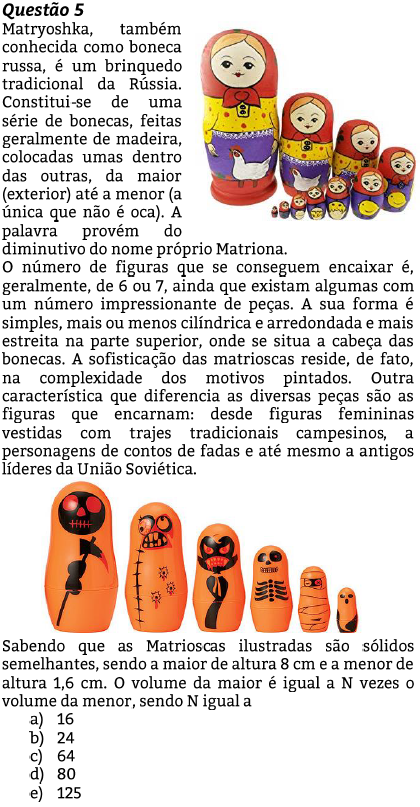 Questão 5
Matryoshka, também
conhecida como boneca
russa, é um brinquedo
tradicional da Rússia.
Constitui-se de uma
série de bonecas, feitas
geralmente de madeira,
colocadas umas dentro
das outras, da maior
(exterior) até a menor (a
única que não é oca). A
palavra provém do
diminutivo do nome próprio Matriona.
O número de figuras que se conseguem encaixar é,
geralmente, de 6 ou 7, ainda que existam algumas com
um número impressionante de peças. A sua forma é
simples, mais ou menos cilíndrica e arredondada e mais
estreita na parte superior, onde se situa a cabeça das
bonecas. A sofisticação das matrioscas reside, de fato,
na complexidade dos motivos pintados. Outra
característica que diferencia as diversas peças são as
figuras que encarnam: desde figuras femininas
vestidas com trajes tradicionais campesinos, a
personagens de contos de fadas e até mesmo a antigos
líderes da União Soviética.
Sabendo que as Matrioscas ilustradas são sólidos
semelhantes, sendo a maior de altura 8 cm e a menor de
altura 1,6 cm. O volume da maior é igual a N vezes o
volume da menor, sendo N igual a
a) 16
b) 24
c) 64
d) 80
e) 125